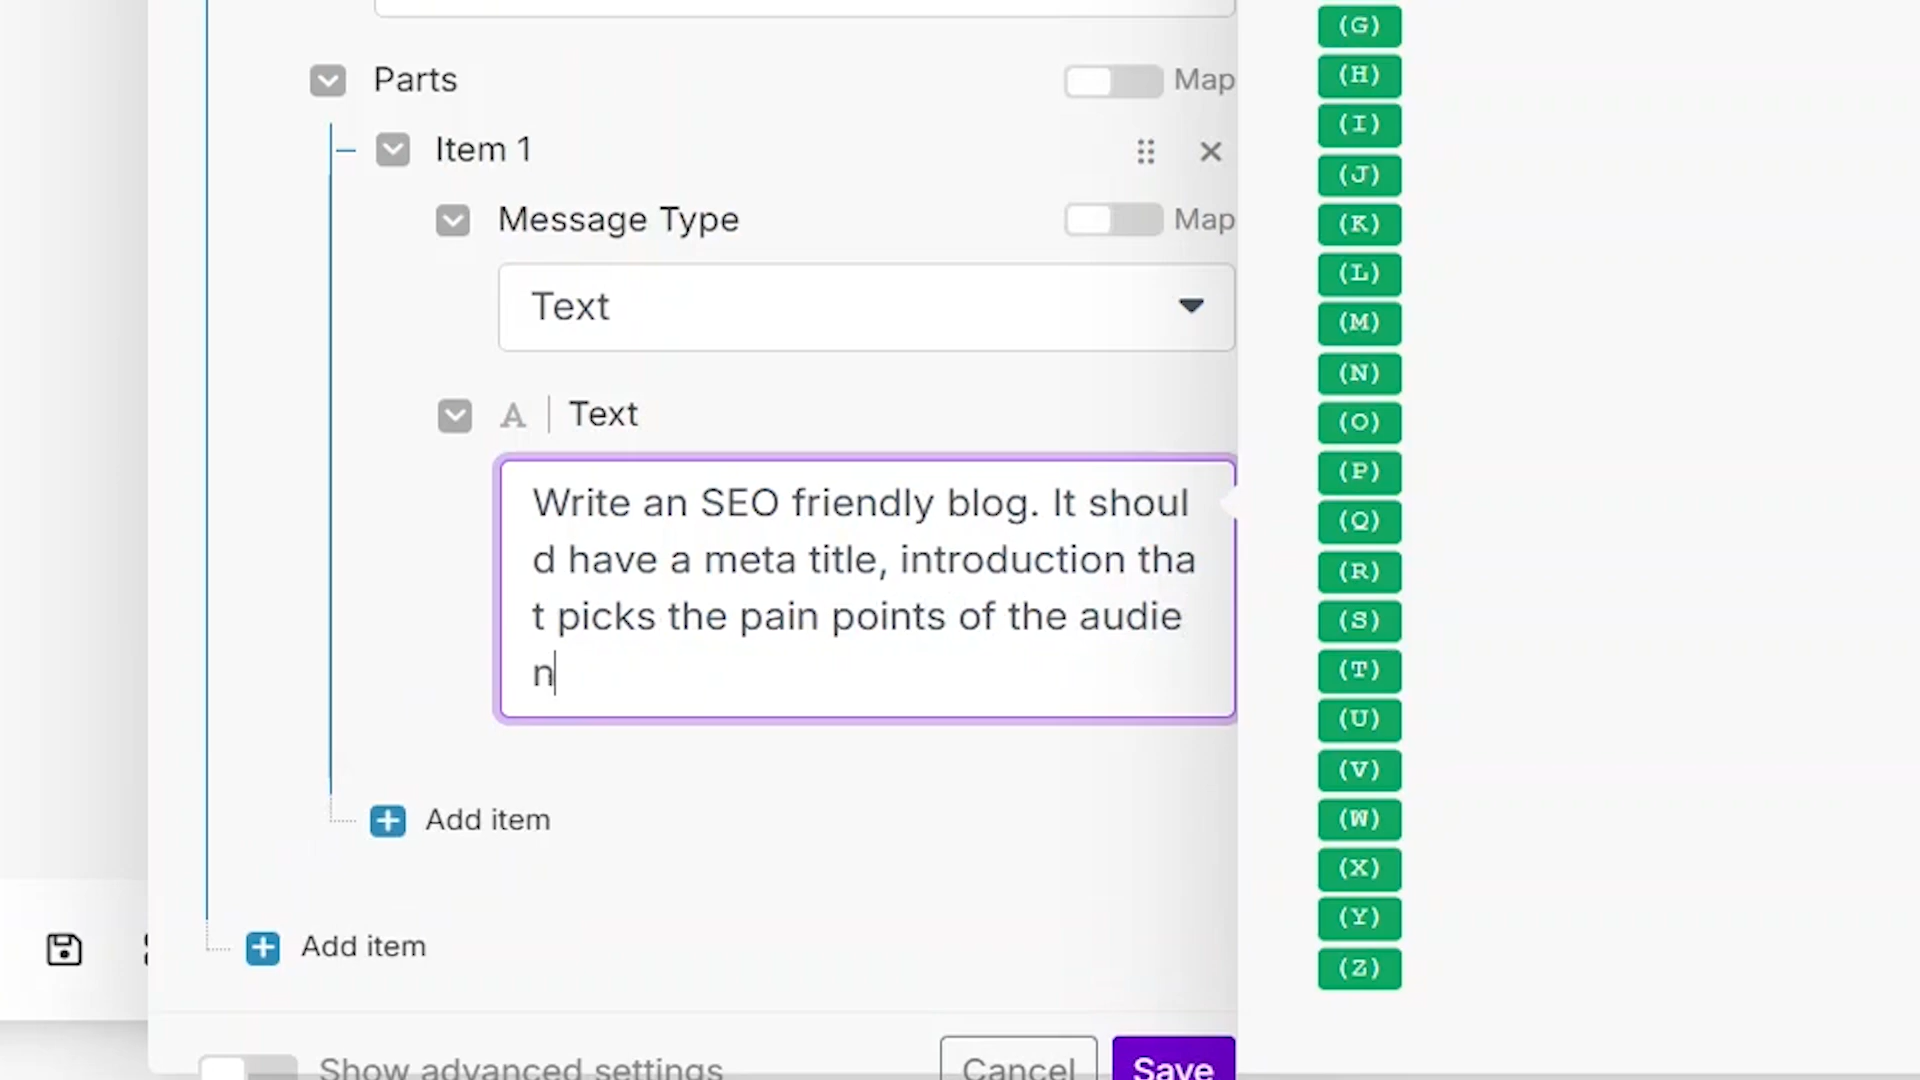 Parts
Map
Item 1
Message Type
Map
Text
A
Text
Write an SEO friendly blog. It shoul
d have a meta title, introduction tha
t picks the pain points of the audie
n
Add item
Add item
Show advanced settings
Cancel
Save
(G)
(H)
(I)
(J)
(K)
(L)
(M)
(N)
(O)
(P)
(Q)
(R)
(S)
(T)
(U)
(V)
(W)
(X)
(Y)
(Z)